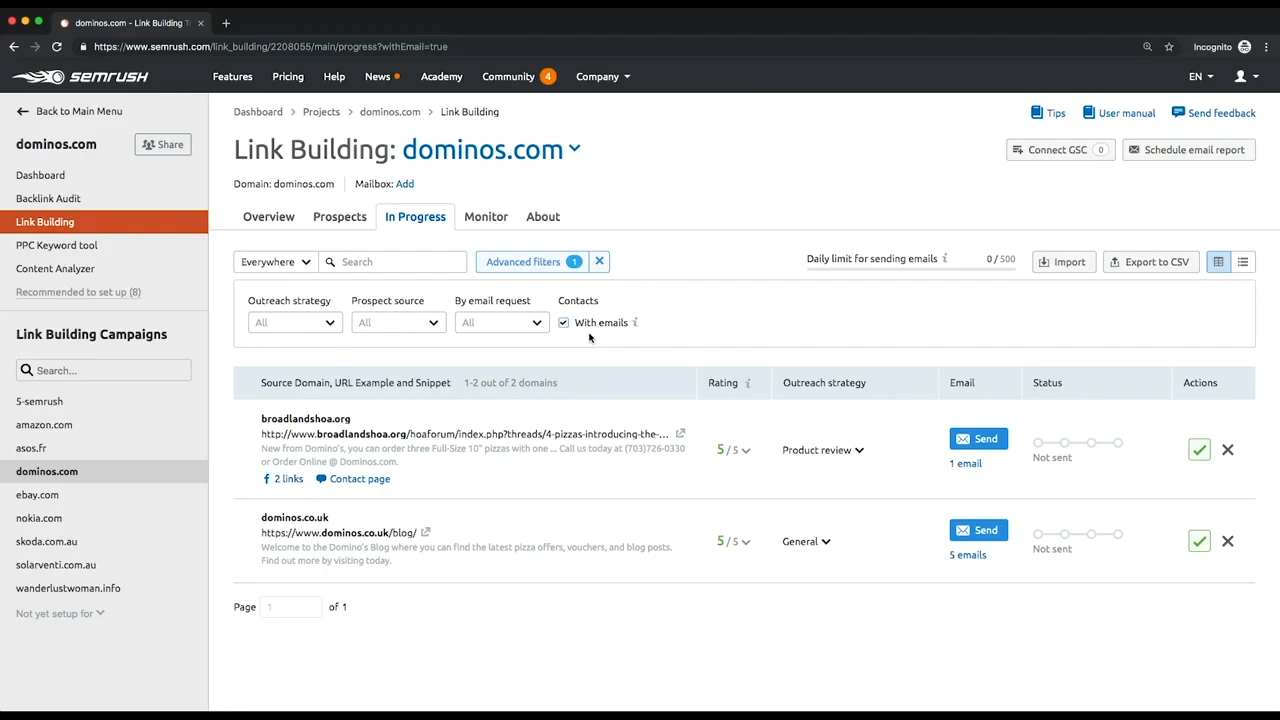 dominos.com - Link Building To
https://www.semrush.com/link_building/2208055/main/progress?withEmail=true
Incognito
SEMRUSH
Features Pricing Help News Academy Community 4 Company EN
Back to Main Menu
dominos.com Share
Dashboard
Backlink Audit
Link Building
PPC Keyword tool
Content Analyzer
Recommended to set up (8)
Link Building Campaigns
Search...
5-semrush
amazon.com
asos.fr
dominos.com
ebay.com
nokia.com
skoda.com.au
solarventi.com.au
wanderlustwoman.info
Not yet setup for
Dashboard > Projects > dominos.com > Link Building
Tips User manual Send feedback
Link Building: dominos.com
Connect GSC 0 Schedule email report
Domain: dominos.com Mailbox: Add
Overview Prospects In Progress Monitor About
Everywhere Search Advanced filters 1 Daily limit for sending emails i 0 / 500 Import Export to CSV
Outreach strategy Prospect source By email request Contacts
All All All With emails i
Source Domain, URL Example and Snippet 1-2 out of 2 domains Rating i Outreach strategy Email Status Actions
broadlandshoa.org
http://www.broadlandshoa.org/hoaforum/index.php?threads/4-pizzas-introducing-the-...
New from Domino's, you can order three Full-Size 10" pizzas with one ... Call us today at (703)726-0330
or Order Online @ Dominos.com.
2 links Contact page
5 / 5 Product review Send
1 email
Not sent
dominos.co.uk
https://www.dominos.co.uk/blog/
Welcome to the Domino's Blog where you can find the latest pizza offers, vouchers, and blog posts.
Find out more by visiting today.
5 / 5 General Send
5 emails
Not sent
Page 1 of 1